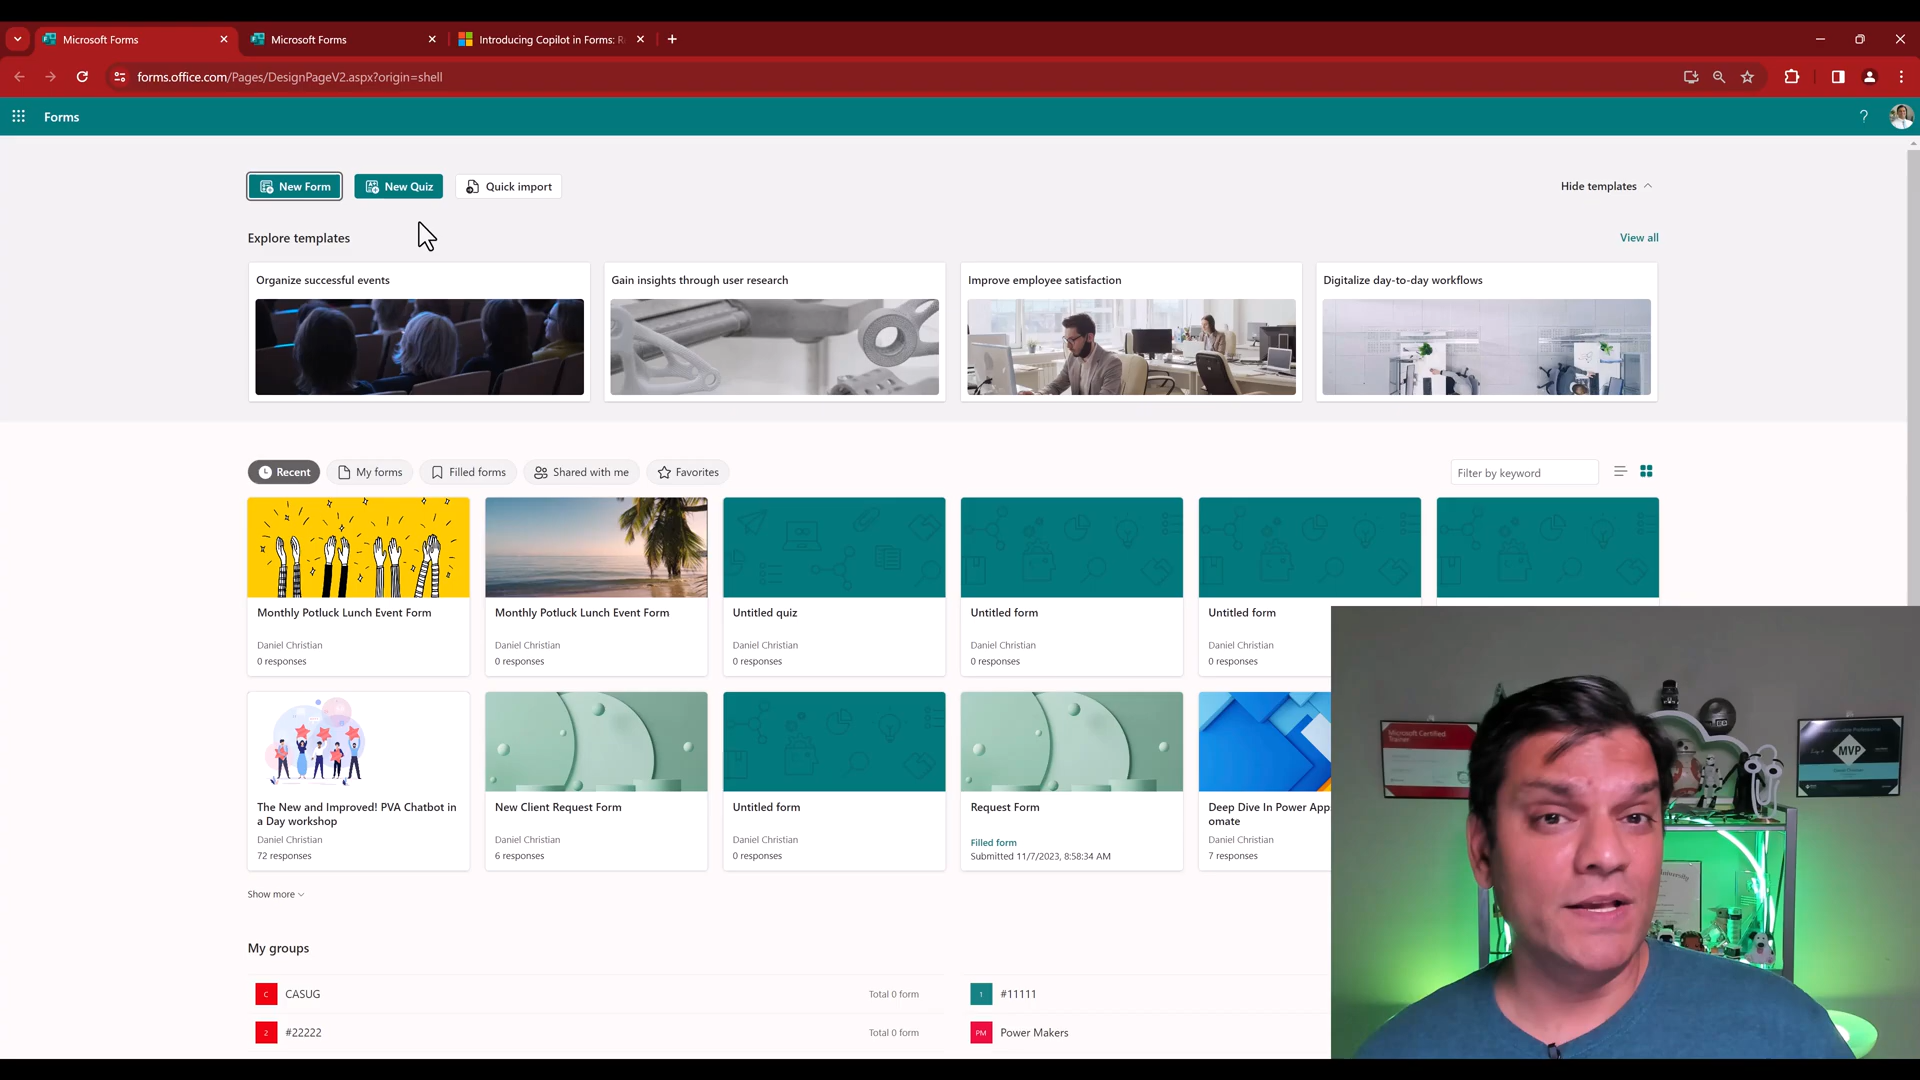 Microsoft Forms
Microsoft Forms
Introducing Copilot in Forms: R
forms.office.com/Pages/DesignPageV2.aspx?origin=shell
Forms
?
New Form
New Quiz
Quick import
Hide templates
Explore templates
View all
Organize successful events
Gain insights through user research
Improve employee satisfaction
Digitalize day-to-day workflows
Recent
My forms
Filled forms
Shared with me
Favorites
Filter by keyword
Monthly Potluck Lunch Event Form
Daniel Christian
0 responses
Monthly Potluck Lunch Event Form
Daniel Christian
0 responses
Untitled quiz
Daniel Christian
0 responses
Untitled form
Daniel Christian
0 responses
Untitled form
Daniel Christian
0 responses
The New and Improved! PVA Chatbot in
a Day workshop
Daniel Christian
72 responses
New Client Request Form
Daniel Christian
6 responses
Untitled form
Daniel Christian
0 responses
Request Form
Filled form
Submitted 11/7/2023, 8:58:34 AM
Deep Dive In Power App
omate
Daniel Christian
7 responses
Show more
My groups
C
CASUG
Total 0 form
1
#11111
2
#22222
Total 0 form
PM
Power Makers
Microsoft Certified
Trainer
MVP